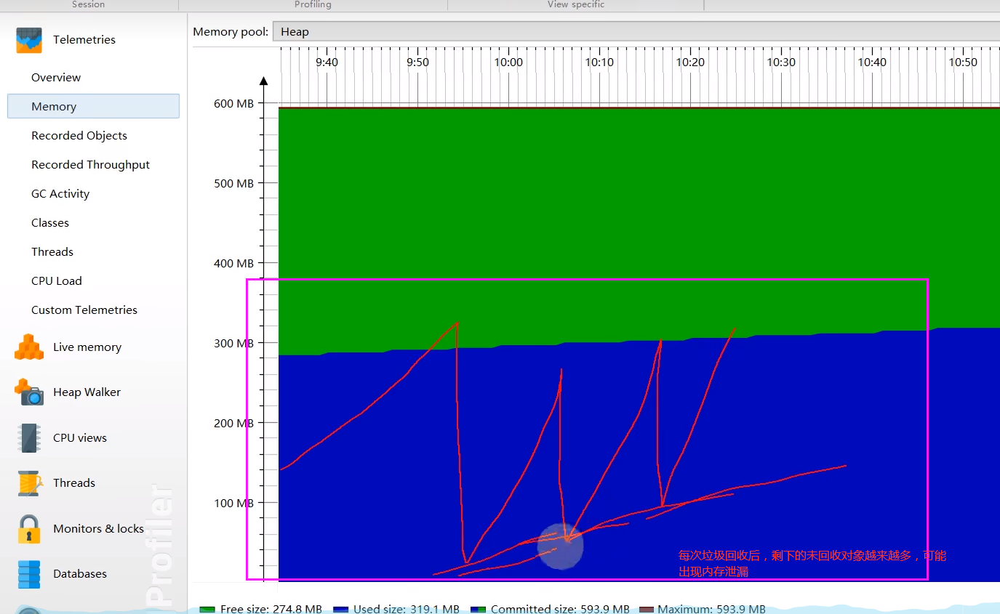 Session
Profiling
View specific
Telemetries
Overview
Memory
Recorded Objects
Recorded Throughput
GC Activity
Classes
Threads
CPU Load
Custom Telemetries
Live memory
Heap Walker
CPU views
Threads
Monitors & locks
Databases
Profiler
Memory pool: Heap
9:40 9:50 10:00 10:10 10:20 10:30 10:40 10:50
600 MB
500 MB
400 MB
300 MB
200 MB
100 MB
每次垃圾回收后，剩下的未回收对象越来越多，可能
出现内存泄漏
Free size: 274.8 MB Used size: 319.1 MB Committed size: 593.9 MB Maximum: 593.9 MB